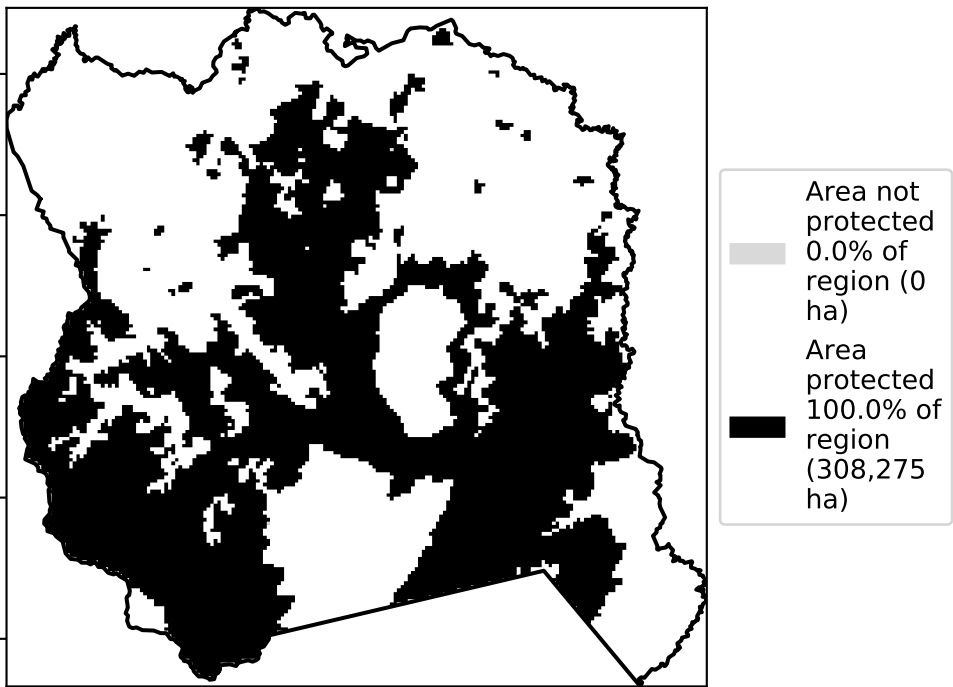 Area not
protected
0.0% of
region (0
ha)
Area
protected
100.0% of
region
(308,275
ha)